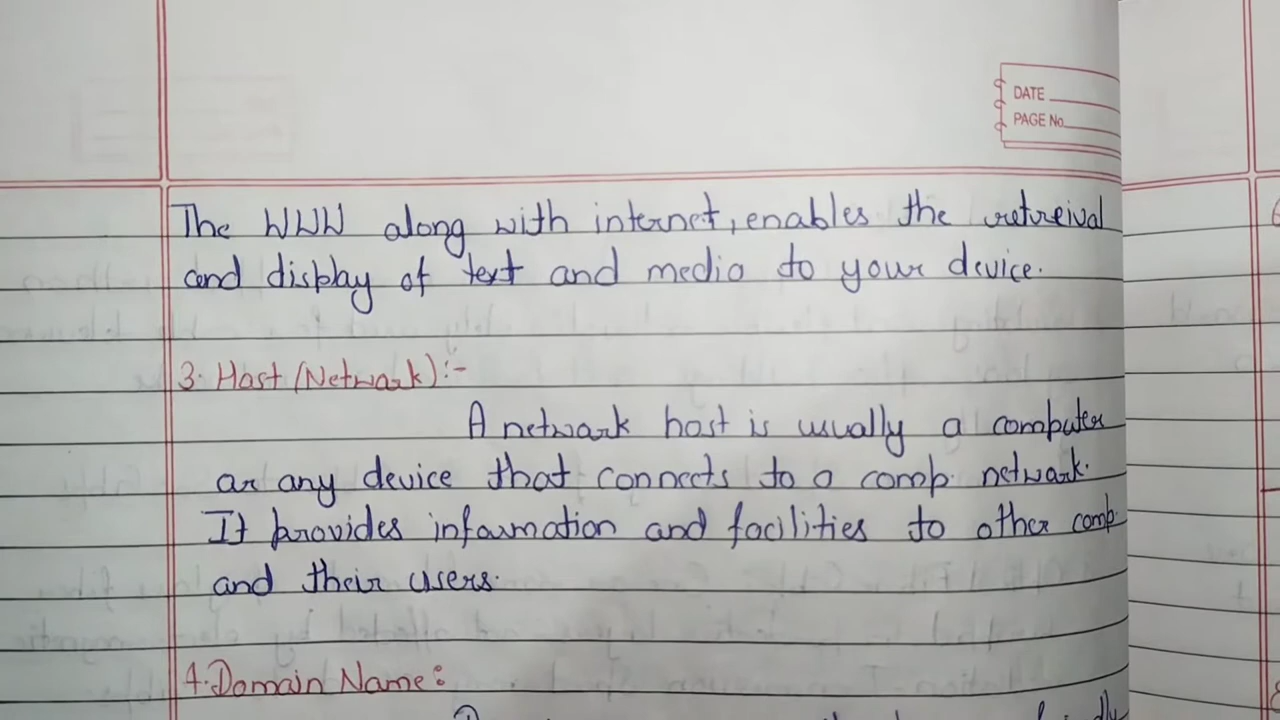 DATE
PAGE No.
The WWW along with internet, enables the retreival
and display of text and media to your device.
3. Host (Network):-
A network host is usually a computer
or any device that connects to a comp. network.
It provides information and facilities to other comp.
and their users.
4. Domain Name: